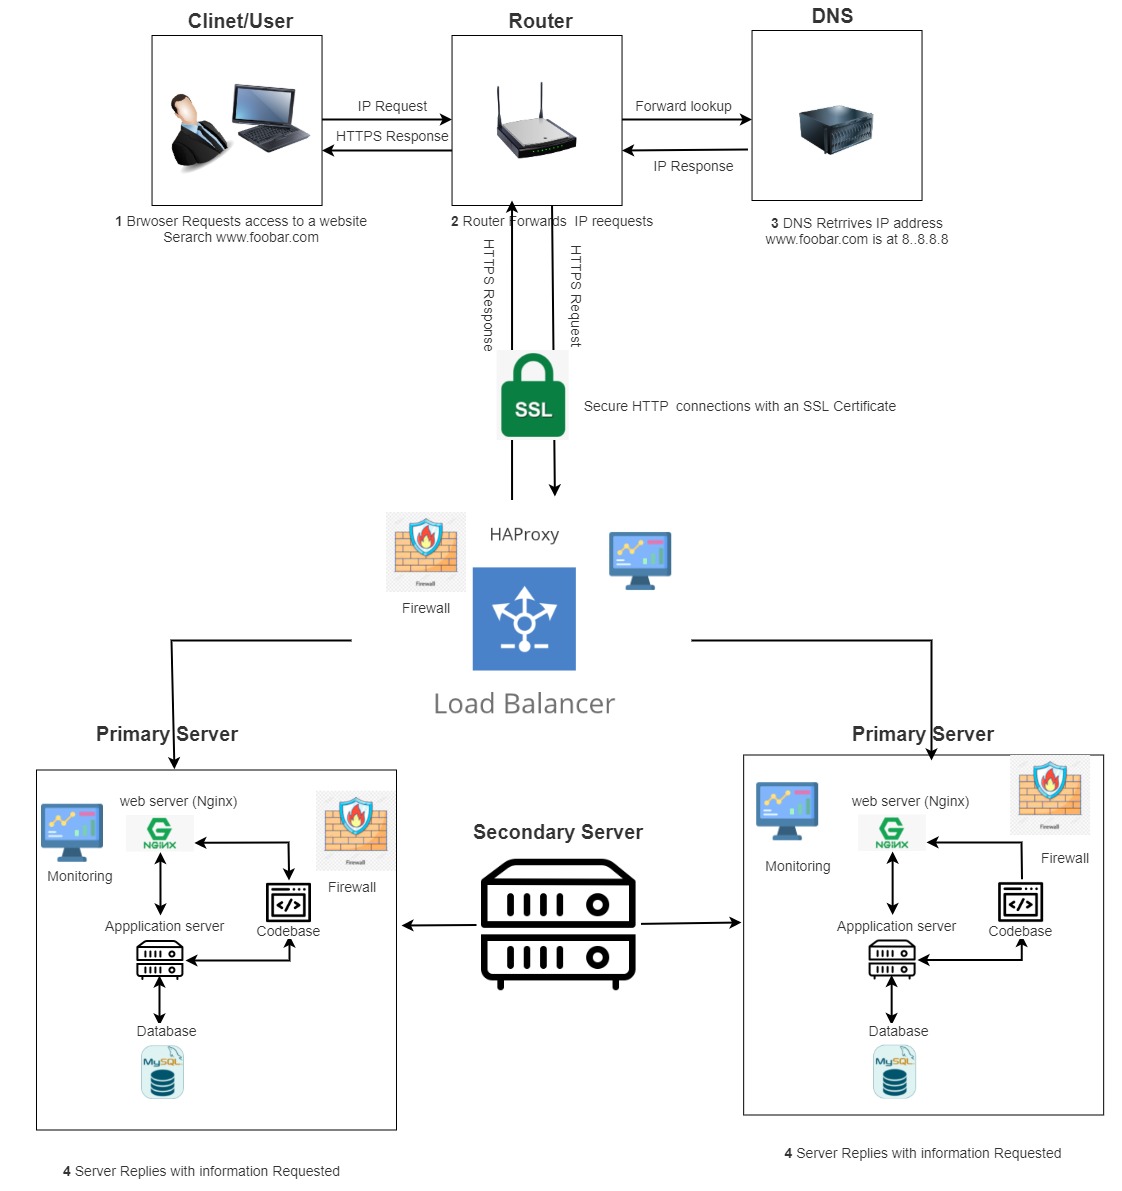 Clinet/User
Router
DNS
IP Request
HTTPS Response
Forward lookup
IP Response
1 Brwoser Requests access to a website
Serarch www.foobar.com
2 Router Forwards  IP reequests
3 DNS Retrrives IP address
www.foobar.com is at 8..8.8.8
HTTPS Response
HTTPS Request
SSL
Secure HTTP  connections with an SSL Certificate
HAProxy
Firewall
Firewall
Load Balancer
Primary Server
Primary Server
web server (Nginx)
NGiNX
Monitoring
Firewall
Firewall
Appplication server
Codebase
Database
MySQL
Secondary Server
web server (Nginx)
NGiNX
Monitoring
Firewall
Firewall
Appplication server
Codebase
Database
MySQL
4 Server Replies with information Requested
4 Server Replies with information Requested